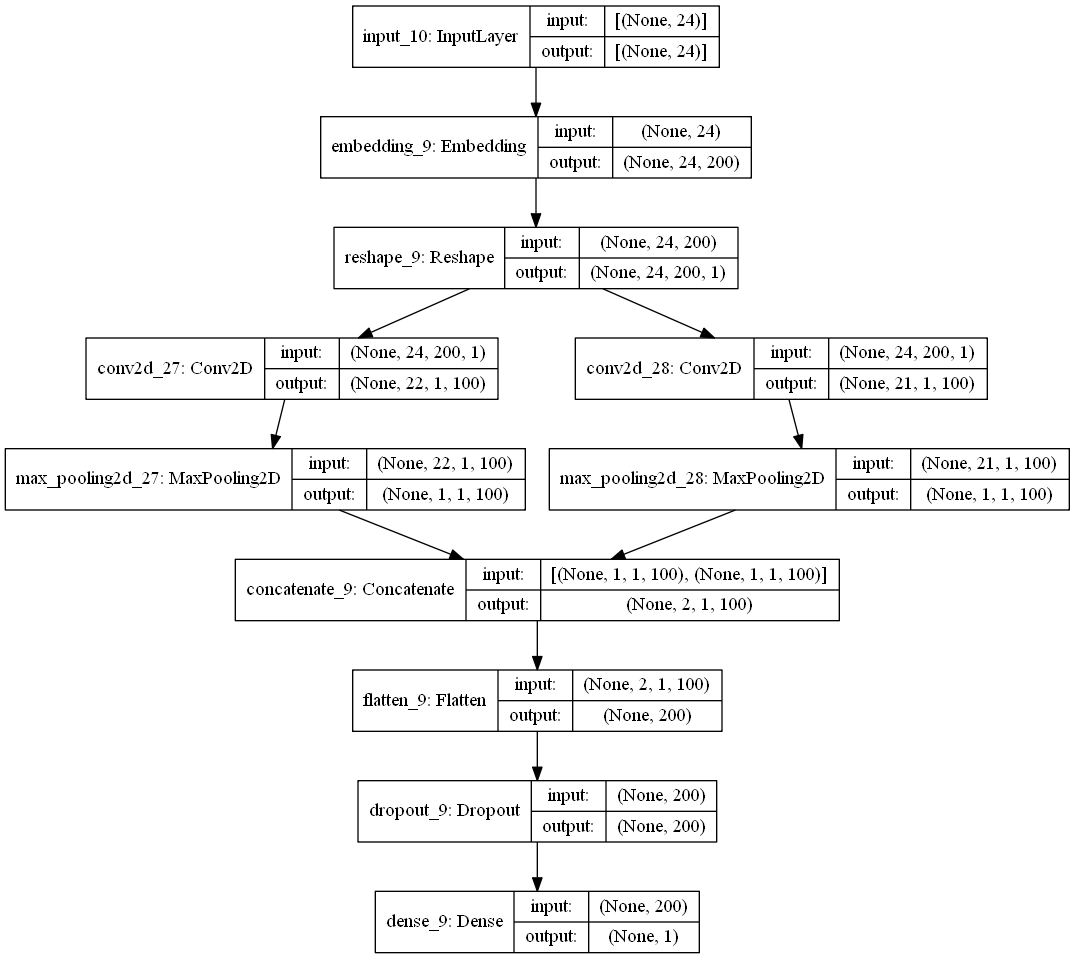 input_10: InputLayer
input: [(None, 24)]
output: [(None, 24)]
embedding_9: Embedding
input: (None, 24)
output: (None, 24, 200)
reshape_9: Reshape
input: (None, 24, 200)
output: (None, 24, 200, 1)
conv2d_27: Conv2D
input: (None, 24, 200, 1)
output: (None, 22, 1, 100)
conv2d_28: Conv2D
input: (None, 24, 200, 1)
output: (None, 21, 1, 100)
max_pooling2d_27: MaxPooling2D
input: (None, 22, 1, 100)
output: (None, 1, 1, 100)
max_pooling2d_28: MaxPooling2D
input: (None, 21, 1, 100)
output: (None, 1, 1, 100)
concatenate_9: Concatenate
input: [(None, 1, 1, 100), (None, 1, 1, 100)]
output: (None, 2, 1, 100)
flatten_9: Flatten
input: (None, 2, 1, 100)
output: (None, 200)
dropout_9: Dropout
input: (None, 200)
output: (None, 200)
dense_9: Dense
input: (None, 200)
output: (None, 1)